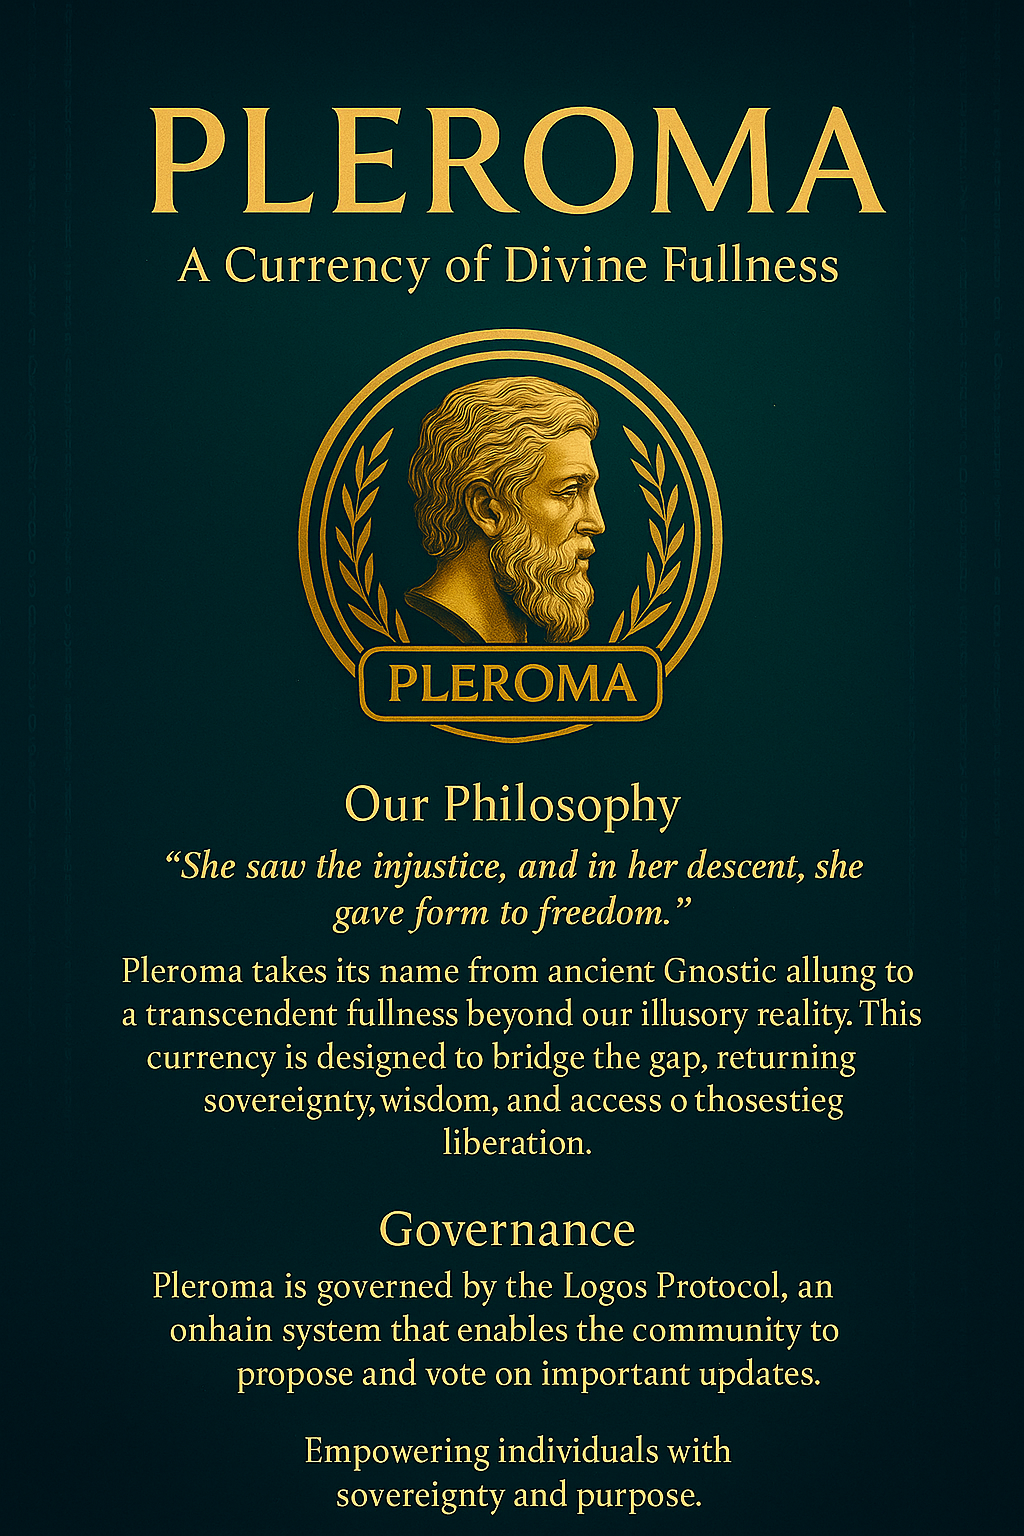 PLEROMA
A Currency of Divine Fullness
PLEROMA
Our Philosophy
“She saw the injustice, and in her descent, she
gave form to freedom.”
Pleroma takes its name from ancient Gnostic allung to
a transcendent fullness beyond our illusory reality. This
currency is designed to bridge the gap, returning
sovereignty, wisdom, and access o thosestieg
liberation.
Governance
Pleroma is governed by the Logos Protocol, an
onhain system that enables the community to
propose and vote on important updates.
Empowering individuals with
sovereignty and purpose.